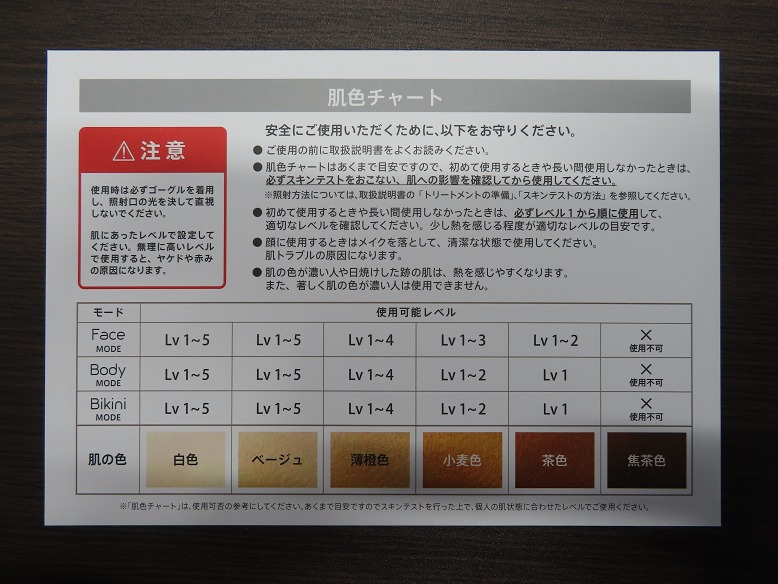 肌色チャート
⚠注意
使用時は必ずゴーグルを着用
し、照射口の光を決して直視
しないでください。
肌にあったレベルで設定して
ください。無理に高いレベル
で使用すると、ヤケドや赤み
の原因になります。
安全にご使用いただくために、以下をお守りください。
● ご使用の前に取扱説明書をよくお読みください。
● 肌色チャートはあくまで目安ですので、初めて使用するときや長い間使用しなかったときは、
必ずスキンテストをおこない、肌への影響を確認してから使用してください。
※照射方法については、取扱説明書の「トリートメントの準備」、「スキンテストの方法」を参照してください。
● 初めて使用するときや長い間使用しなかったときは、必ずレベル1から順に使用して、
適切なレベルを確認してください。少し熱を感じる程度が適切なレベルの目安です。
● 顔に使用するときはメイクを落として、清潔な状態で使用してください。
肌トラブルの原因になります。
● 肌の色が濃い人や日焼けした跡の肌は、熱を感じやすくなります。
また、著しく肌の色が濃い人は使用できません。
モード 使用可能レベル
Face MODE Lv 1~5 Lv 1~5 Lv 1~4 Lv 1~3 Lv 1~2 × 使用不可
Body MODE Lv 1~5 Lv 1~5 Lv 1~4 Lv 1~2 Lv 1 × 使用不可
Bikini MODE Lv 1~5 Lv 1~5 Lv 1~4 Lv 1~2 Lv 1 × 使用不可
肌の色 白色 ベージュ 薄橙色 小麦色 茶色 焦茶色
※「肌色チャート」は、使用可否の参考にしてください。あくまで目安ですのでスキンテストを行った上で、個人の肌状態に合わせたレベルでご使用ください。